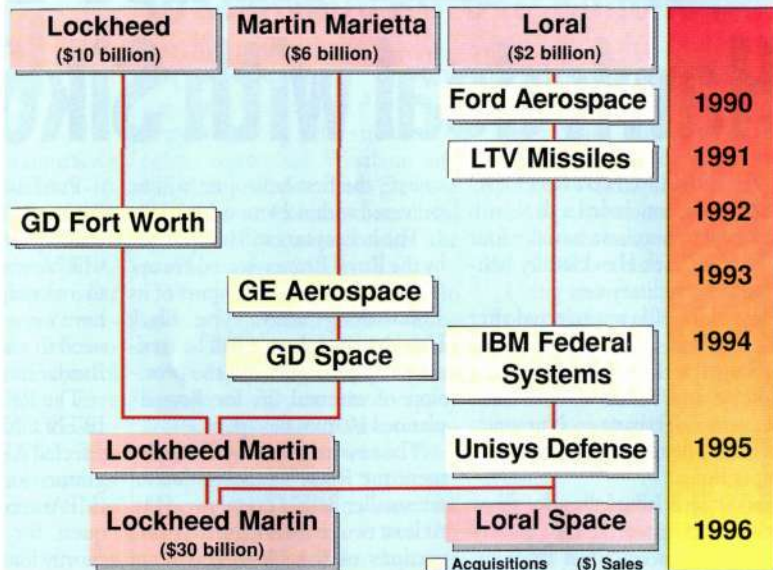 Lockheed
($10 billion)
Martin Marietta
($6 billion)
Loral
($2 billion)
Ford Aerospace
1990
LTV Missiles
1991
GD Fort Worth
1992
GE Aerospace
1993
GD Space
IBM Federal
Systems
1994
Lockheed Martin
Unisys Defense
1995
Lockheed Martin
($30 billion)
Loral Space
1996
Acquisitions ($) Sales